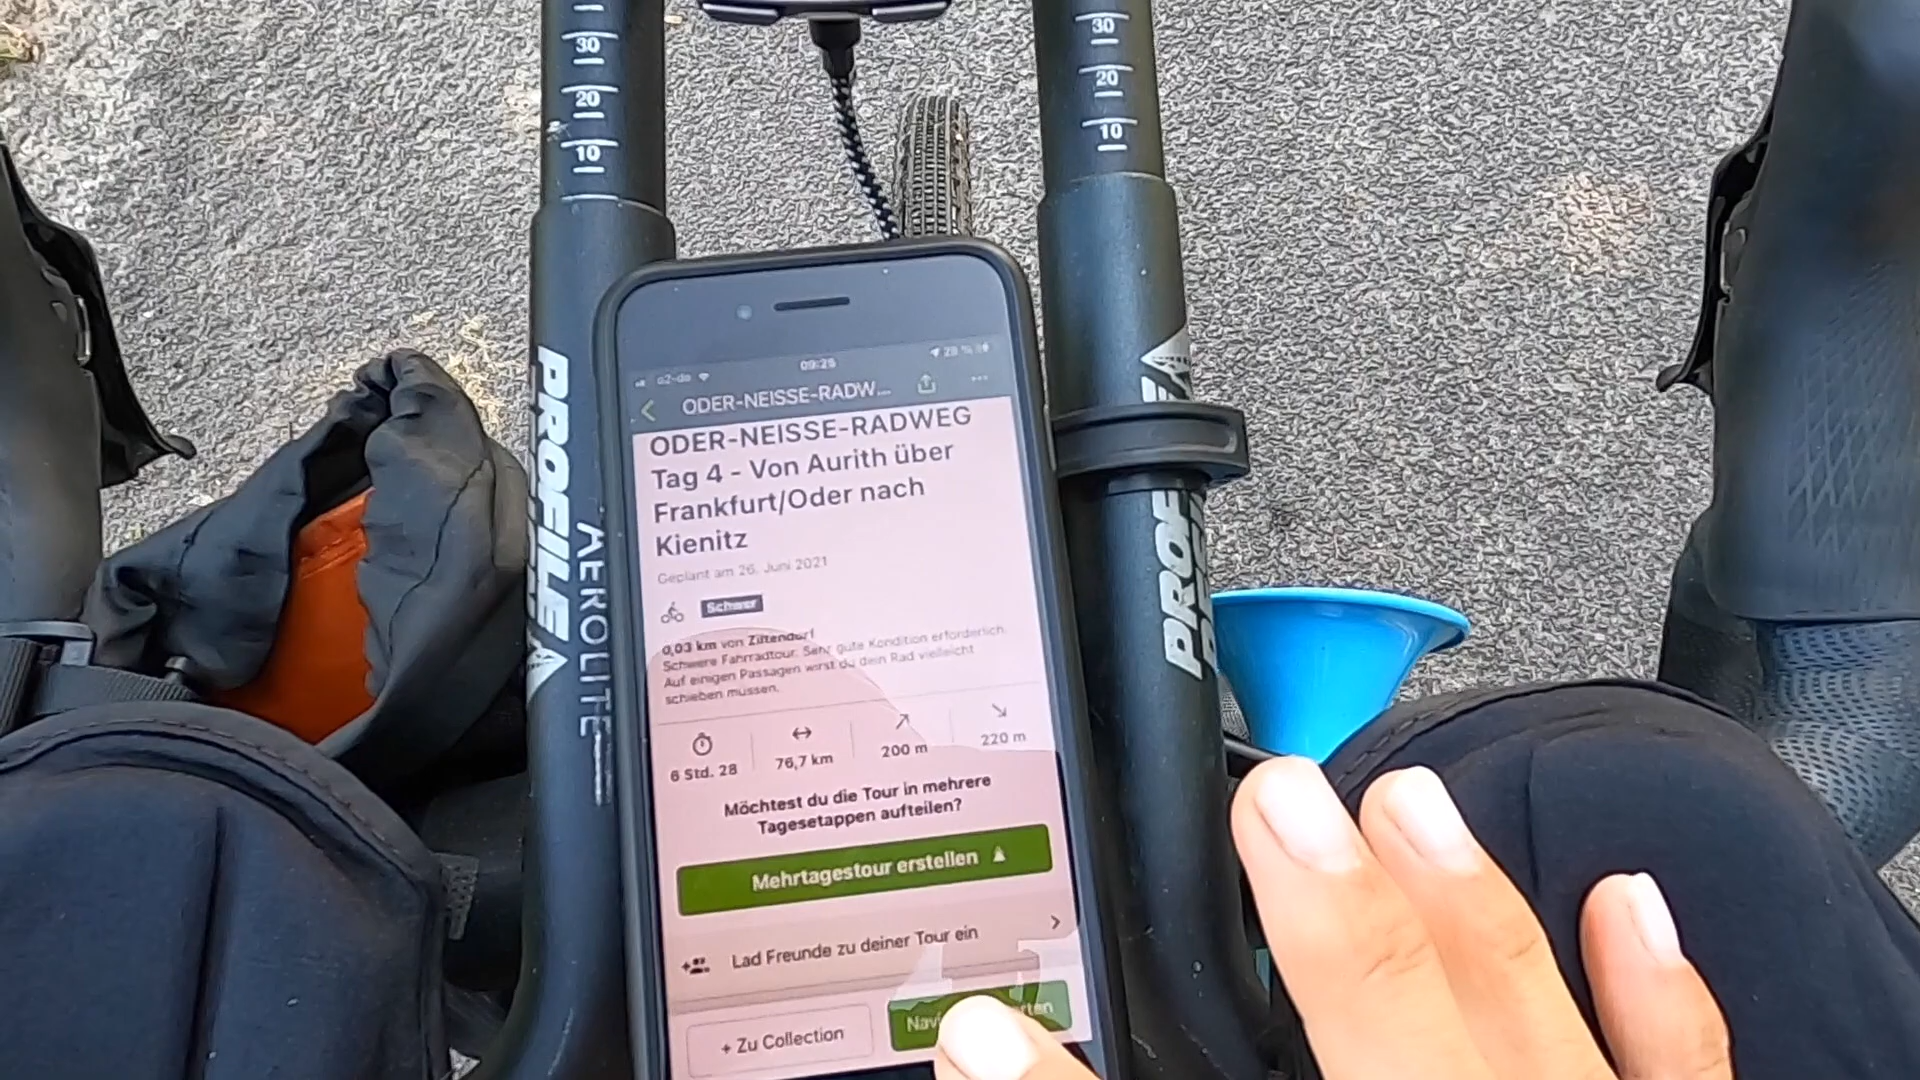 30
20
10
30
20
10
PROFILE
AEROLITE
PROF
o2-de
09:25
ODER-NEISSE-RADW...
ODER-NEISSE-RADWEG
Tag 4 - Von Aurith über
Frankfurt/Oder nach
Kienitz
Geplant am 26. Juni 2021
Schwer
0,03 km von Ziltendorf
Schwere Fahrradtour. Sehr gute Kondition erforderlich.
Auf einigen Passagen wirst du dein Rad vielleicht
schieben müssen.
6 Std. 28
76,7 km
200 m
220 m
Möchtest du die Tour in mehrere
Tagesetappen aufteilen?
Mehrtagestour erstellen
Lad Freunde zu deiner Tour ein
+ Zu Collection